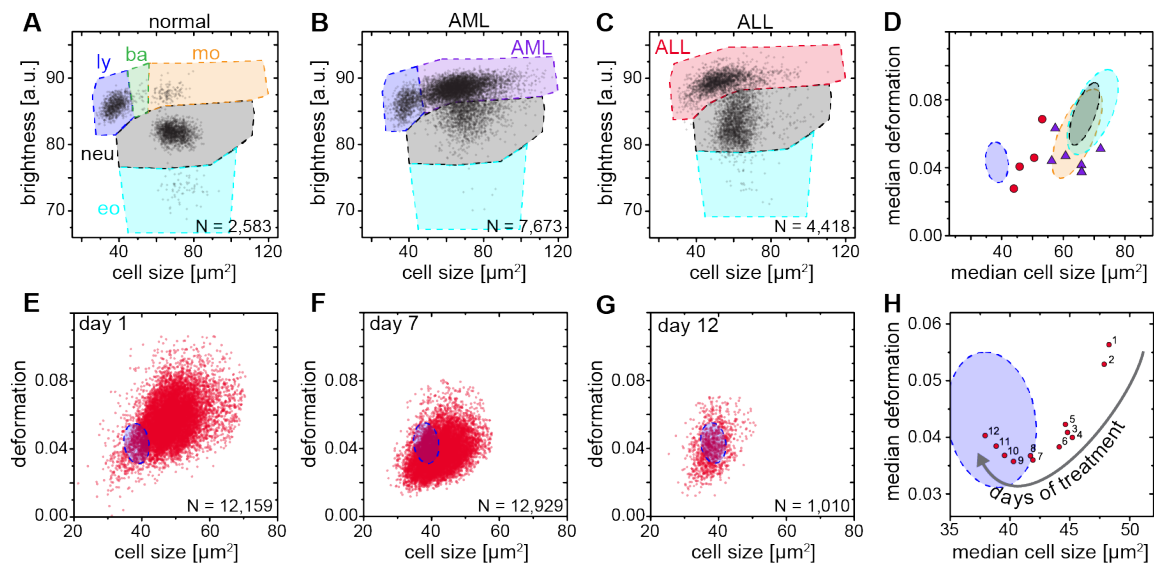 A
normal
brightness [a.u.]
90
80
70
ly
ba
mo
neu
eo
N = 2,583
40
80
120
cell size [µm²]
B
AML
brightness [a.u.]
90
80
70
AML
N = 7,673
40
60
80
100
120
cell size [µm²]
C
ALL
brightness [a.u.]
90
80
70
ALL
N = 4,418
40
80
120
cell size [µm²]
D
median deformation
0.08
0.04
0.00
40
60
80
median cell size [µm²]
E
day 1
deformation
0.08
0.04
0.00
N = 12,159
20
40
60
80
cell size [µm²]
F
day 7
deformation
0.08
0.04
0.00
N = 12,929
20
40
60
80
cell size [µm²]
G
day 12
deformation
0.08
0.04
0.00
N = 1,010
20
40
60
80
cell size [µm²]
H
median deformation
0.06
0.05
0.04
0.03
1
2
5
3
4
6
8
7
9
10
11
12
days of treatment
35
40
45
50
median cell size [µm²]